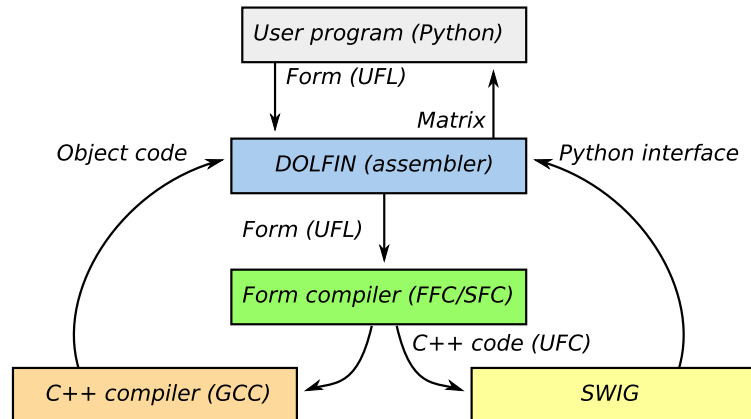 User program (Python)
Form (UFL)
Matrix
Object code
DOLFIN (assembler)
Python interface
Form (UFL)
Form compiler (FFC/SFC)
C++ code (UFC)
C++ compiler (GCC)
SWIG